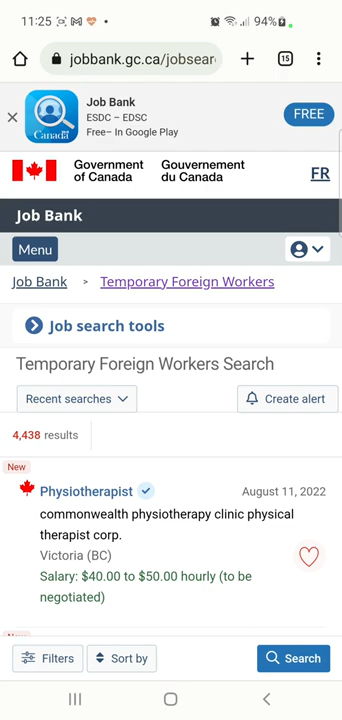 11:25 94%
jobbank.gc.ca/jobsear 15
Job Bank
ESDC – EDSC
Free– In Google Play
FREE
Canada
Government of Canada
Gouvernement du Canada
FR
Job Bank
Menu
Job Bank > Temporary Foreign Workers
Job search tools
Temporary Foreign Workers Search
Recent searches
Create alert
4,438 results
New
Physiotherapist August 11, 2022
commonwealth physiotherapy clinic physical
therapist corp.
Victoria (BC)
Salary: $40.00 to $50.00 hourly (to be
negotiated)
Filters
Sort by
Search